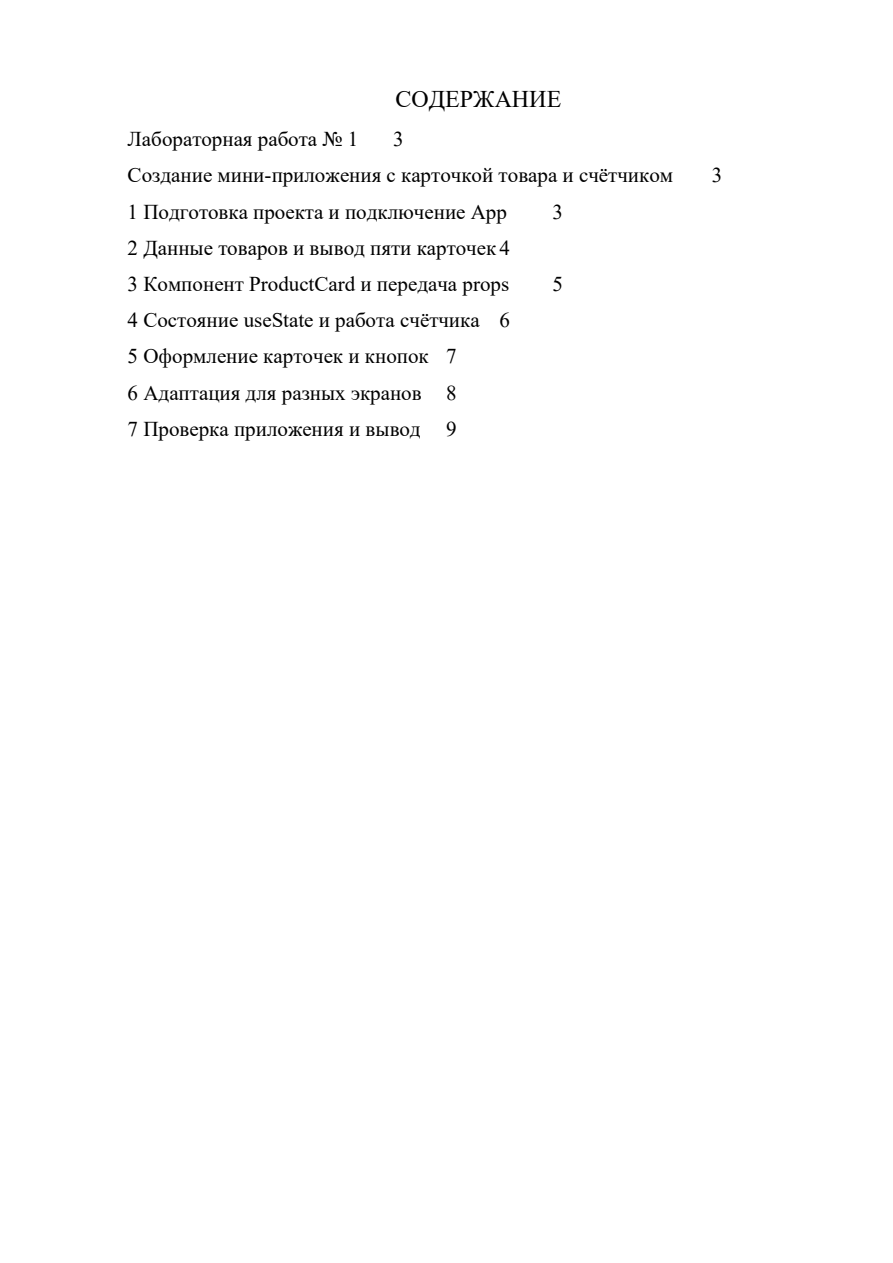 СОДЕРЖАНИЕ
Лабораторная работа № 1 3
Создание мини-приложения с карточкой товара и счётчиком 3
1 Подготовка проекта и подключение App 3
2 Данные товаров и вывод пяти карточек 4
3 Компонент ProductCard и передача props 5
4 Состояние useState и работа счётчика 6
5 Оформление карточек и кнопок 7
6 Адаптация для разных экранов 8
7 Проверка приложения и вывод 9